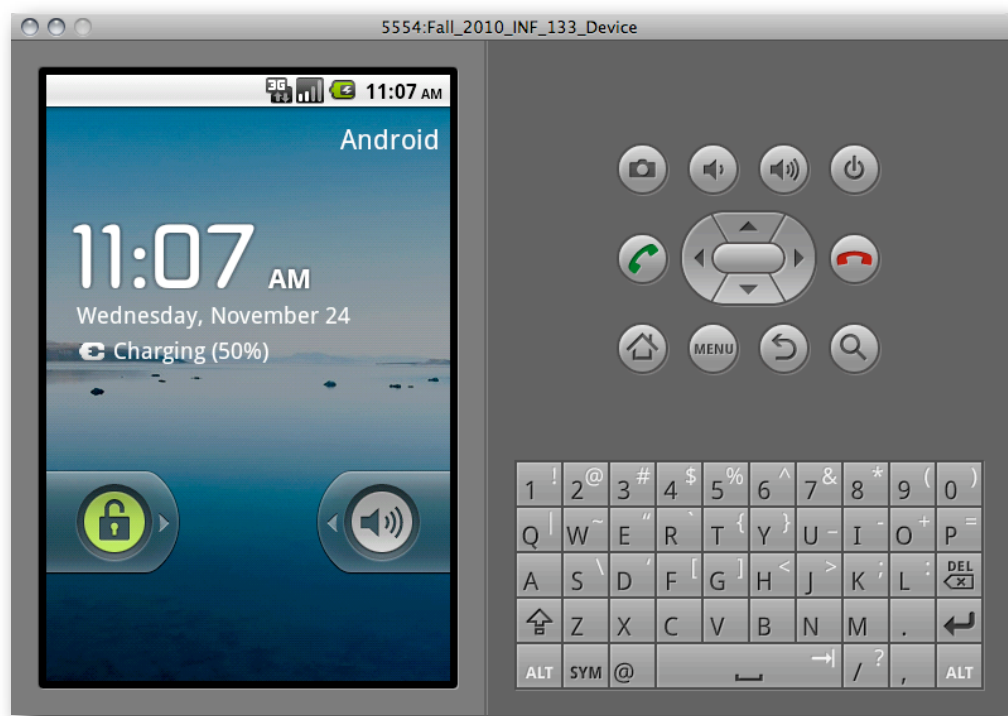 5554:Fall_2010_INF_133_Device
3G 11:07 AM
Android
11:07 AM
Wednesday, November 24
Charging (50%)
MENU
1 ! 2 @ 3 # 4 $ 5 % 6 ^ 7 & 8 * 9 ( 0 )
Q | W ~ E " R ` T { Y } U _ I - O + P =
A S \ D ' F [ G ] H < J > K ; L : DEL
Z X C V B N M .
ALT SYM @ / ? , ALT